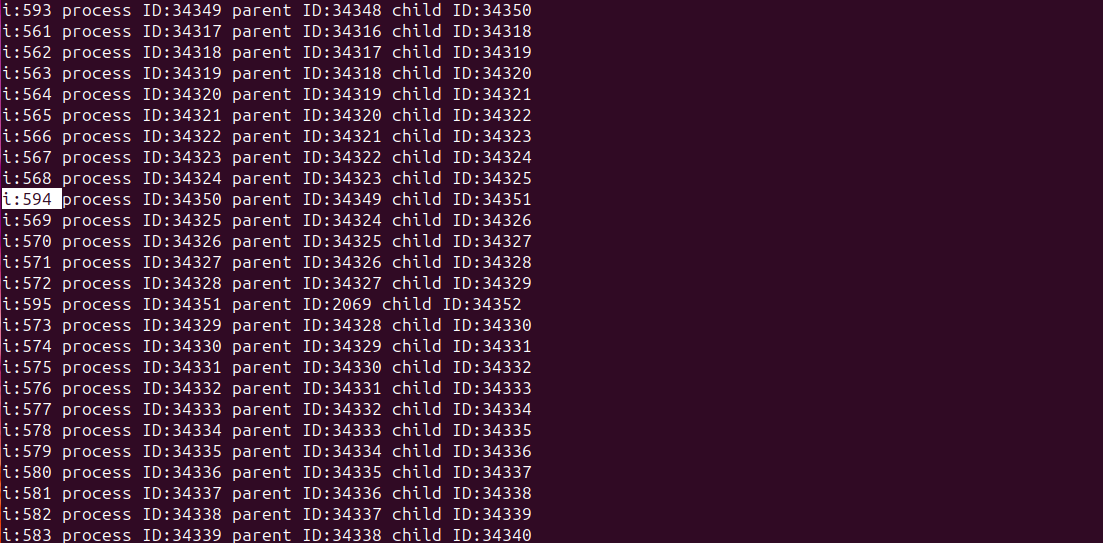 i:593 process ID:34349 parent ID:34348 child ID:34350
i:561 process ID:34317 parent ID:34316 child ID:34318
i:562 process ID:34318 parent ID:34317 child ID:34319
i:563 process ID:34319 parent ID:34318 child ID:34320
i:564 process ID:34320 parent ID:34319 child ID:34321
i:565 process ID:34321 parent ID:34320 child ID:34322
i:566 process ID:34322 parent ID:34321 child ID:34323
i:567 process ID:34323 parent ID:34322 child ID:34324
i:568 process ID:34324 parent ID:34323 child ID:34325
i:594 process ID:34350 parent ID:34349 child ID:34351
i:569 process ID:34325 parent ID:34324 child ID:34326
i:570 process ID:34326 parent ID:34325 child ID:34327
i:571 process ID:34327 parent ID:34326 child ID:34328
i:572 process ID:34328 parent ID:34327 child ID:34329
i:595 process ID:34351 parent ID:2069 child ID:34352
i:573 process ID:34329 parent ID:34328 child ID:34330
i:574 process ID:34330 parent ID:34329 child ID:34331
i:575 process ID:34331 parent ID:34330 child ID:34332
i:576 process ID:34332 parent ID:34331 child ID:34333
i:577 process ID:34333 parent ID:34332 child ID:34334
i:578 process ID:34334 parent ID:34333 child ID:34335
i:579 process ID:34335 parent ID:34334 child ID:34336
i:580 process ID:34336 parent ID:34335 child ID:34337
i:581 process ID:34337 parent ID:34336 child ID:34338
i:582 process ID:34338 parent ID:34337 child ID:34339
i:583 process ID:34339 parent ID:34338 child ID:34340